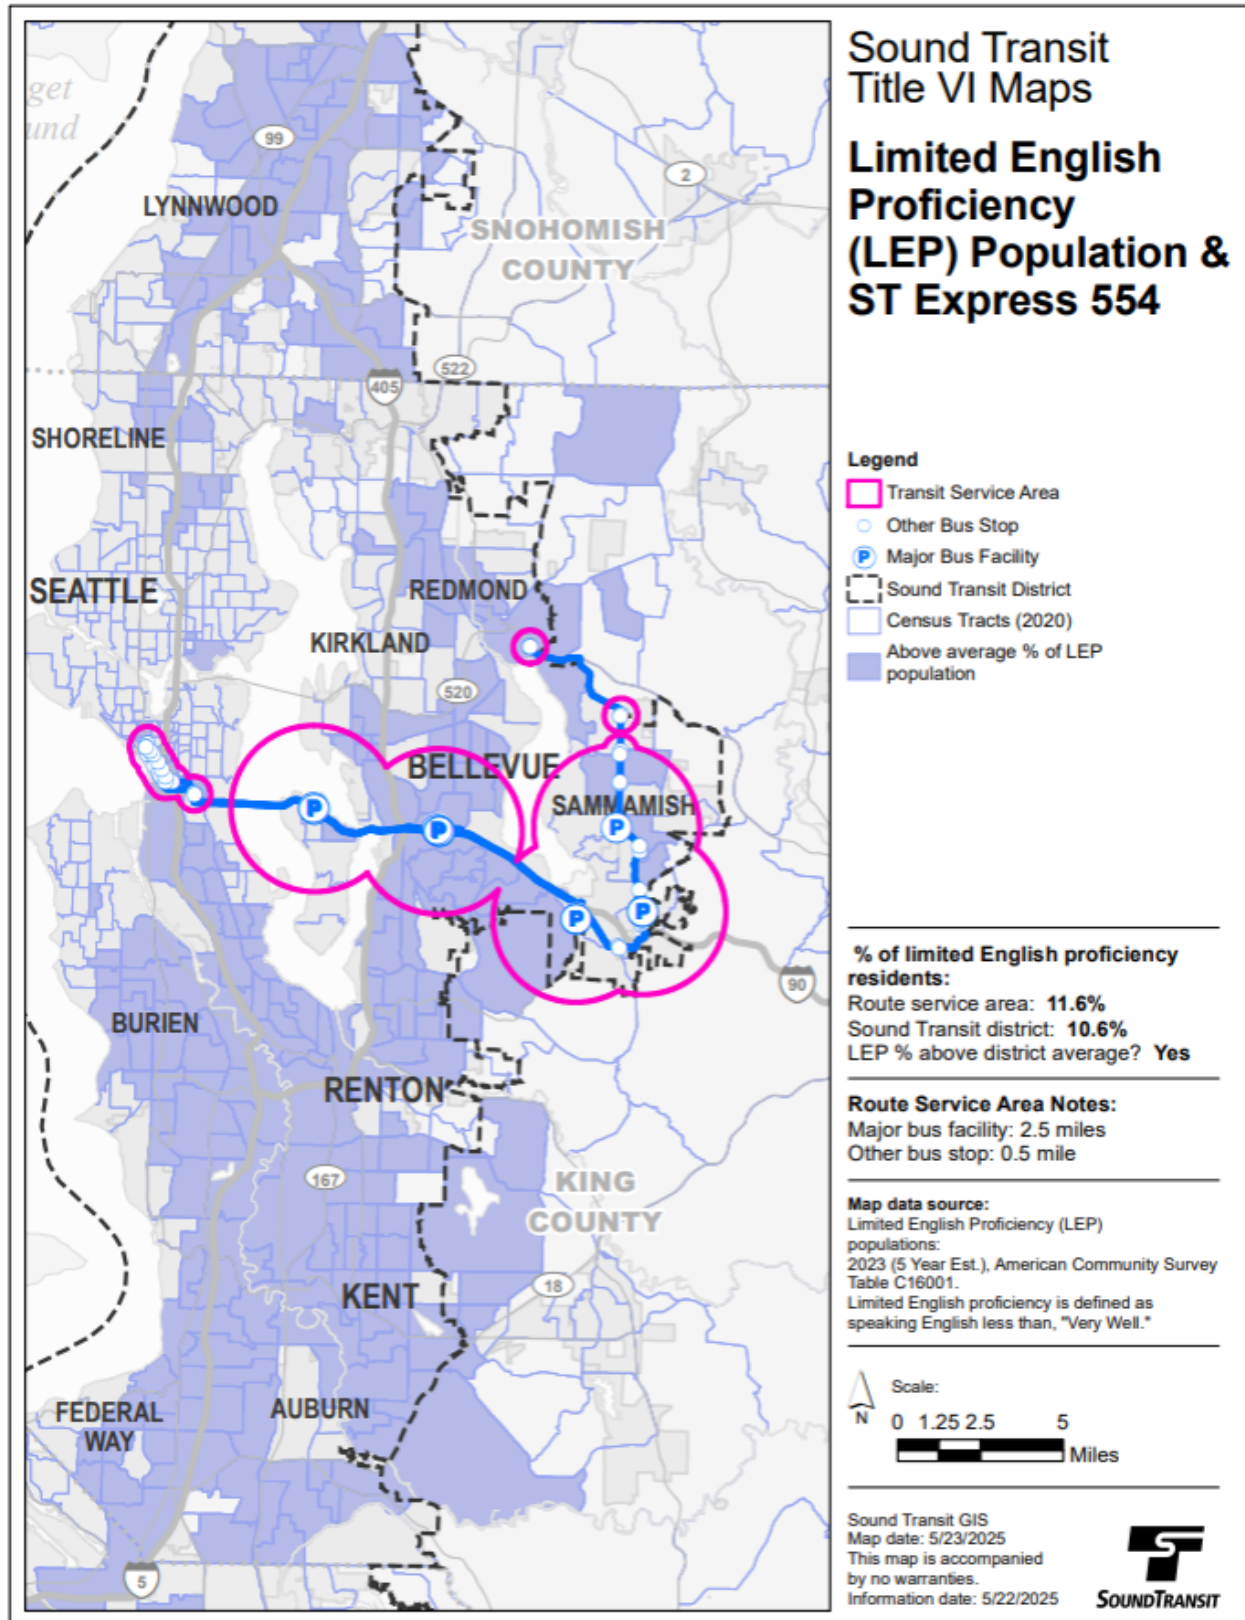 Sound Transit
Title VI Maps
Limited English
Proficiency
(LEP) Population &
ST Express 554
Legend
Transit Service Area
Other Bus Stop
P Major Bus Facility
Sound Transit District
Census Tracts (2020)
Above average % of LEP
population
% of limited English proficiency
residents:
Route service area: 11.6%
Sound Transit district: 10.6%
LEP % above district average? Yes
Route Service Area Notes:
Major bus facility: 2.5 miles
Other bus stop: 0.5 mile
Map data source:
Limited English Proficiency (LEP)
populations:
2023 (5 Year Est.), American Community Survey
Table C16001.
Limited English proficiency is defined as
speaking English less than, "Very Well."
N
Scale:
0 1.25 2.5 5
Miles
Sound Transit GIS
Map date: 5/23/2025
This map is accompanied
by no warranties.
Information date: 5/22/2025
SOUNDTRANSIT
get
und
99
2
LYNNWOOD
SNOHOMISH
COUNTY
522
405
SHORELINE
SEATTLE
REDMOND
KIRKLAND
520
BELLEVUE
SAMMAMISH
P
P
P
P
P
90
BURIEN
RENTON
167
KING
COUNTY
18
KENT
FEDERAL
WAY
AUBURN
5